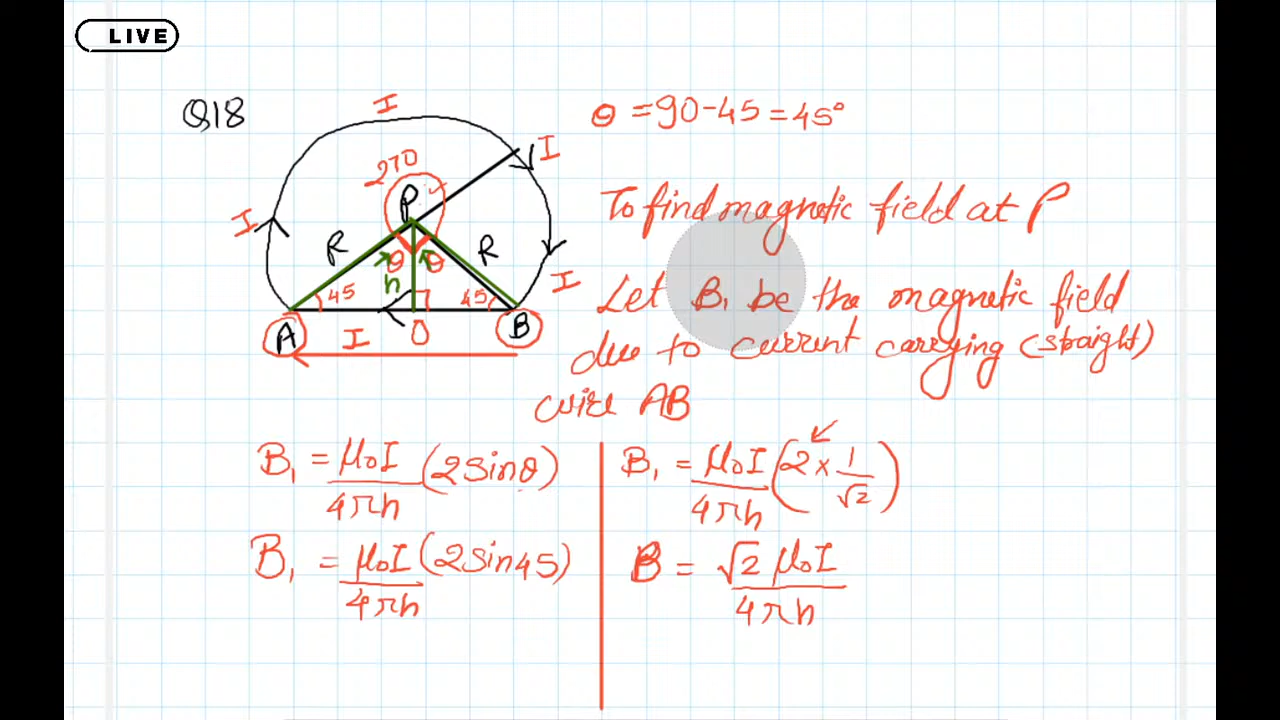 LIVE
Q18
I
I
I
I
I
270
P
R
R
θ
θ
h
45
45
A
O
B
θ = 90-45 = 45°
To find magnetic field at P
Let B₁ be the magnetic field
due to current carrying (straight)
wire AB
B₁ = μ₀I/4πh (2sinθ)
B₁ = μ₀I/4πh (2sin45)
B₁ = μ₀I/4πh (2 × 1/√2)
B = √2 μ₀I/4πh